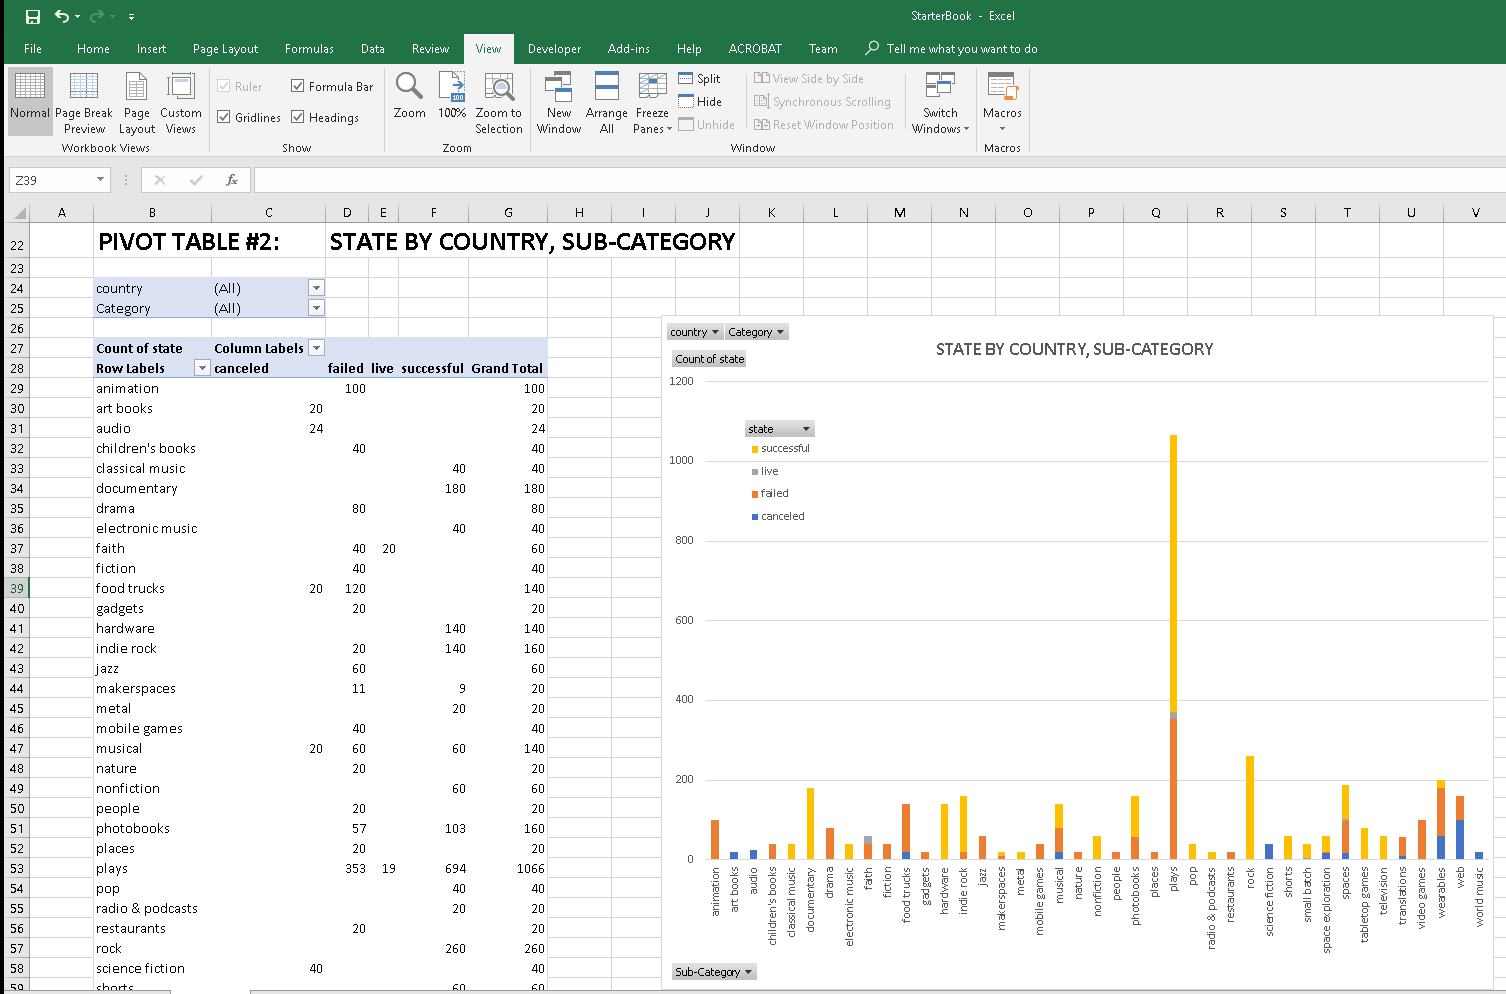 StarterBook - Excel
File Home Insert Page Layout Formulas Data Review View Developer Add-ins Help ACROBAT Team Tell me what you want to do
Normal Page Break Preview Page Layout Custom Views
Workbook Views
Ruler Formula Bar
Gridlines Headings
Show
Zoom 100% Zoom to Selection
Zoom
New Window Arrange All Freeze Panes
Split
Hide
Unhide
View Side by Side
Synchronous Scrolling
Reset Window Position
Window
Switch Windows
Macros
Macros
Z39 fx
A B C D E F G H I J K L M N O P Q R S T U V
22 PIVOT TABLE #2: STATE BY COUNTRY, SUB-CATEGORY
23
24 country (All)
25 Category (All)
26
27 Count of state Column Labels
28 Row Labels canceled failed live successful Grand Total
29 animation 100 100
30 art books 20 20
31 audio 24 24
32 children's books 40 40
33 classical music 40 40
34 documentary 180 180
35 drama 80 80
36 electronic music 40 40
37 faith 40 20 60
38 fiction 40 40
39 food trucks 20 120 140
40 gadgets 20 20
41 hardware 140 140
42 indie rock 20 140 160
43 jazz 60 60
44 makerspaces 11 9 20
45 metal 20 20
46 mobile games 40 40
47 musical 20 60 60 140
48 nature 20 20
49 nonfiction 60 60
50 people 20 20
51 photobooks 57 103 160
52 places 20 20
53 plays 353 19 694 1066
54 pop 40 40
55 radio & podcasts 20 20
56 restaurants 20 20
57 rock 260 260
58 science fiction 40 40
59 shorts 60 60
country Category
STATE BY COUNTRY, SUB-CATEGORY
Count of state
1200
1000
800
600
400
200
0
state
successful
live
failed
canceled
animation
art books
audio
children's books
classical music
documentary
drama
electronic music
faith
fiction
food trucks
gadgets
hardware
indie rock
jazz
makerspaces
metal
mobile games
musical
nature
nonfiction
people
photobooks
places
plays
pop
radio & podcasts
restaurants
rock
science fiction
shorts
small batch
space exploration
spaces
tabletop games
television
translations
video games
wearables
web
world music
Sub-Category